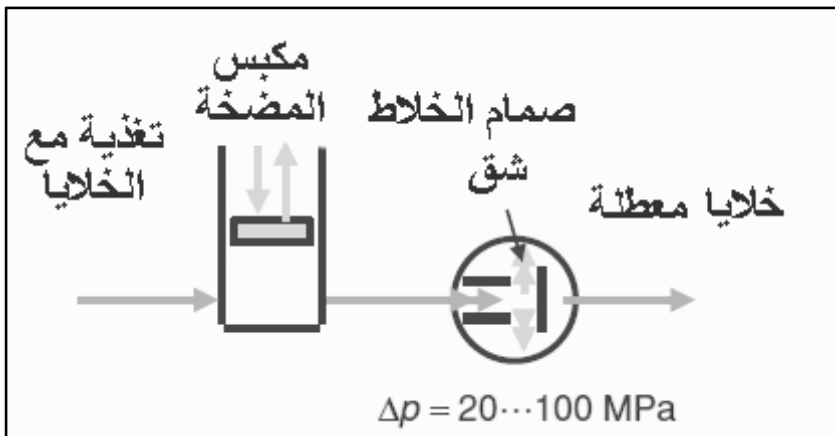 مكبس
المضخة
صمام الخلاط
شق
تغذية مع
الخلايا
خلايا معطلة
Δp = 20⋯100 MPa